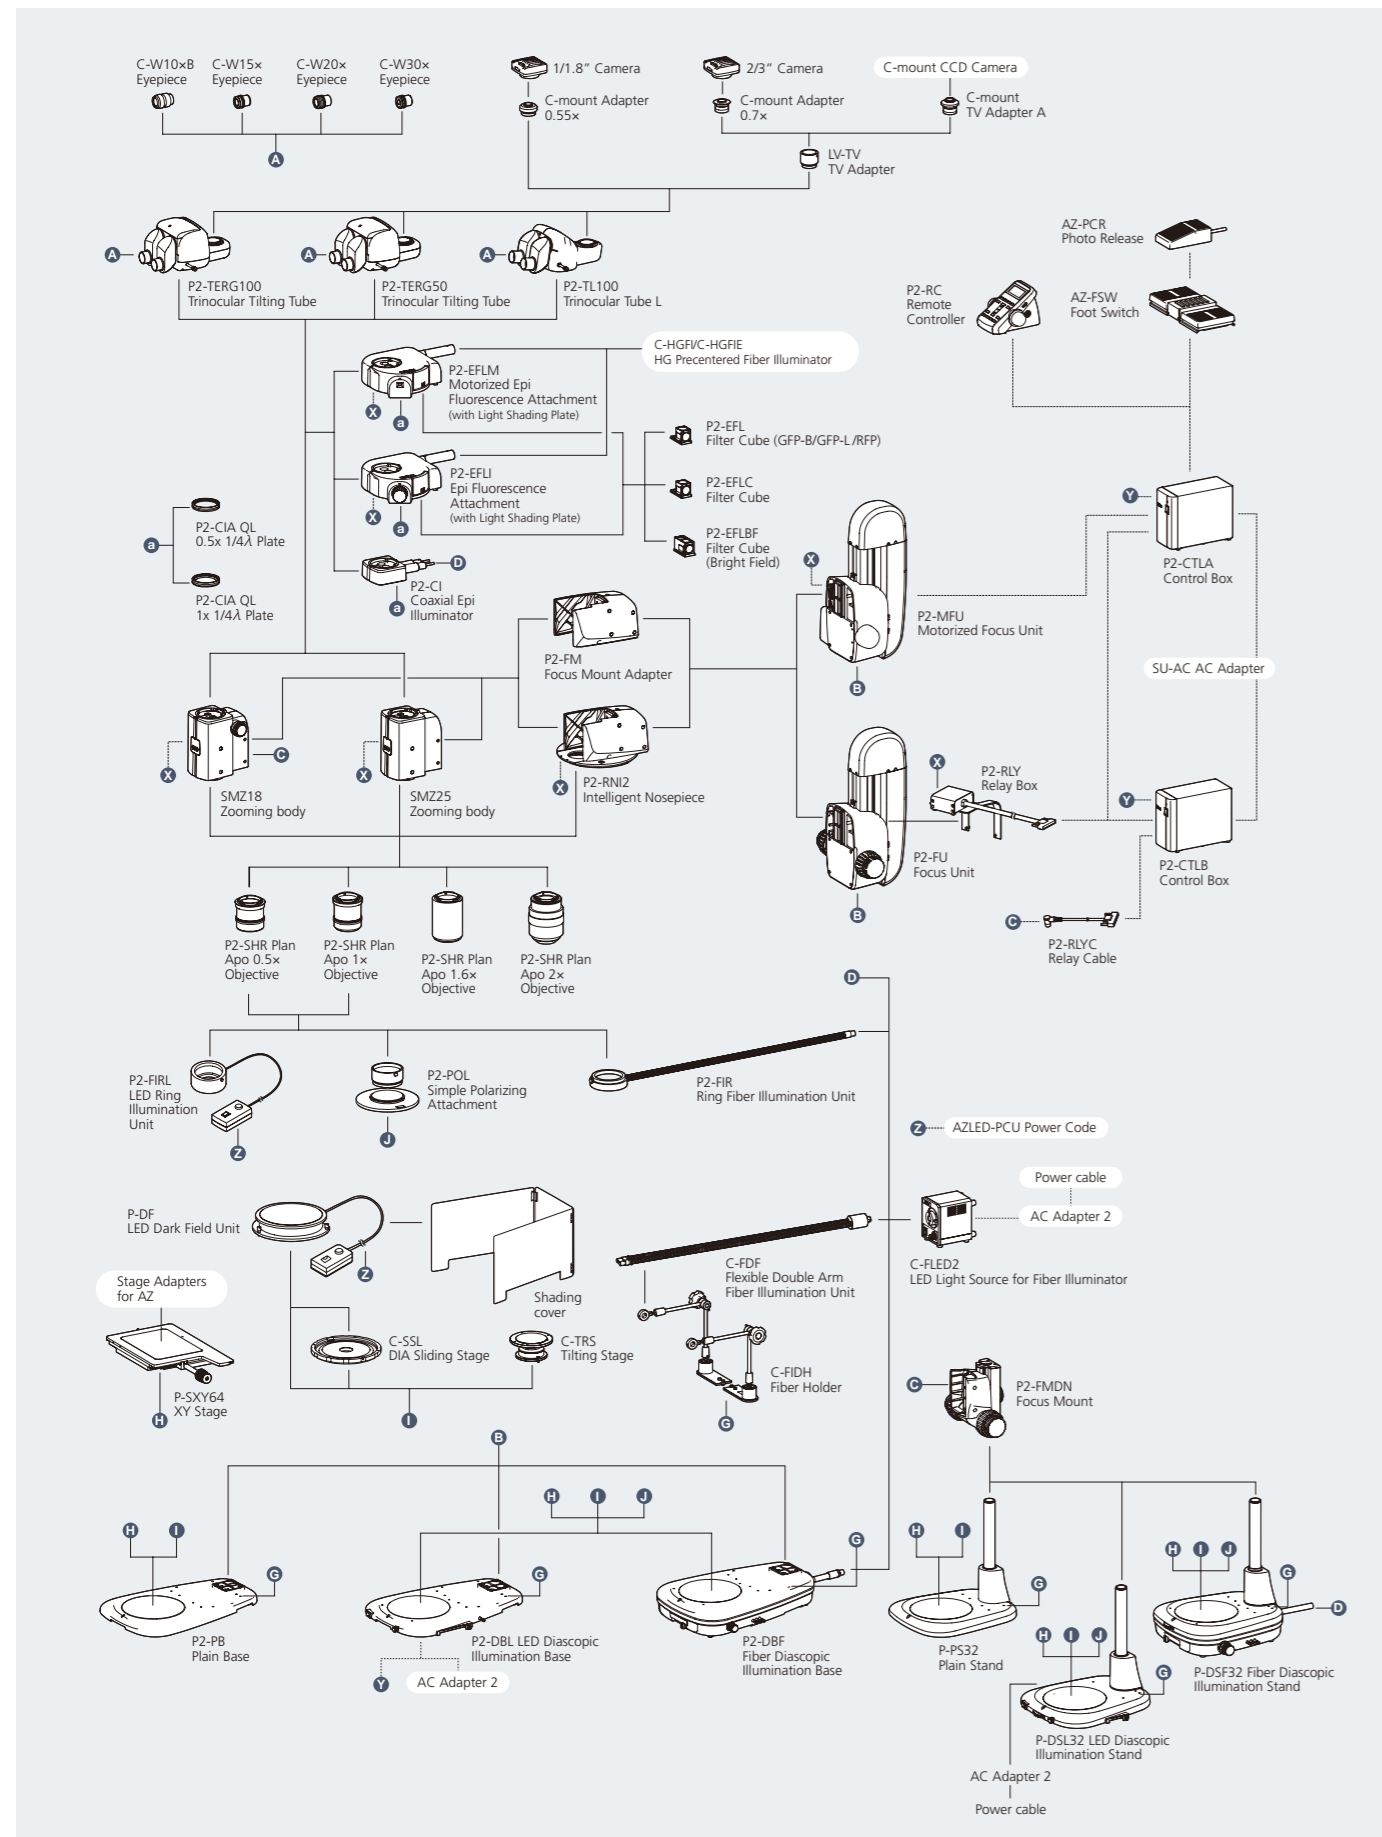 C-W10×B
Eyepiece
C-W15×
Eyepiece
C-W20×
Eyepiece
C-W30×
Eyepiece
A
1/1.8” Camera
C-mount Adapter
0.55×
2/3” Camera
C-mount Adapter
0.7×
C-mount CCD Camera
C-mount
TV Adapter A
LV-TV
TV Adapter
A
P2-TERG100
Trinocular Tilting Tube
A
P2-TERG50
Trinocular Tilting Tube
A
P2-TL100
Trinocular Tube L
AZ-PCR
Photo Release
P2-RC
Remote
Controller
AZ-FSW
Foot Switch
C-HGFI/C-HGFIE
HG Precentered Fiber Illuminator
P2-EFLM
Motorized Epi
Fluorescence Attachment
(with Light Shading Plate)
X
a
P2-EFL
Filter Cube (GFP-B/GFP-L /RFP)
P2-EFLI
Epi Fluorescence
Attachment
(with Light Shading Plate)
X
a
P2-EFLC
Filter Cube
P2-EFLBF
Filter Cube
(Bright Field)
a
P2-CIA QL
0.5x 1/4λ Plate
P2-CIA QL
1x 1/4λ Plate
D
P2-CI
Coaxial Epi
Illuminator
a
Y
P2-CTLA
Control Box
X
P2-MFU
Motorized Focus Unit
B
P2-FM
Focus Mount Adapter
SU-AC AC Adapter
X
C
SMZ18
Zooming body
X
SMZ25
Zooming body
X
P2-RNI2
Intelligent Nosepiece
X
P2-RLY
Relay Box
Y
P2-CTLB
Control Box
P2-FU
Focus Unit
B
C
P2-RLYC
Relay Cable
P2-SHR Plan
Apo 0.5×
Objective
P2-SHR Plan
Apo 1×
Objective
P2-SHR Plan
Apo 1.6×
Objective
P2-SHR Plan
Apo 2×
Objective
D
P2-FIRL
LED Ring
Illumination
Unit
Z
P2-POL
Simple Polarizing
Attachment
J
P2-FIR
Ring Fiber Illumination Unit
Z
AZLED-PCU Power Code
Power cable
AC Adapter 2
P-DF
LED Dark Field Unit
Z
Shading
cover
C-FDF
Flexible Double Arm
Fiber Illumination Unit
C-FLED2
LED Light Source for Fiber Illuminator
Stage Adapters
for AZ
P-SXY64
XY Stage
H
C-SSL
DIA Sliding Stage
C-TRS
Tilting Stage
I
C-FIDH
Fiber Holder
G
C
P2-FMDN
Focus Mount
B
H
I
G
P2-PB
Plain Base
H
I
J
G
P2-DBL LED Diascopic
Illumination Base
Y
AC Adapter 2
G
P2-DBF
Fiber Diascopic
Illumination Base
H
I
G
P-PS32
Plain Stand
H
I
J
G
P-DSL32 LED Diascopic
Illumination Stand
AC Adapter 2
Power cable
H
I
J
G
D
P-DSF32 Fiber Diascopic
Illumination Stand